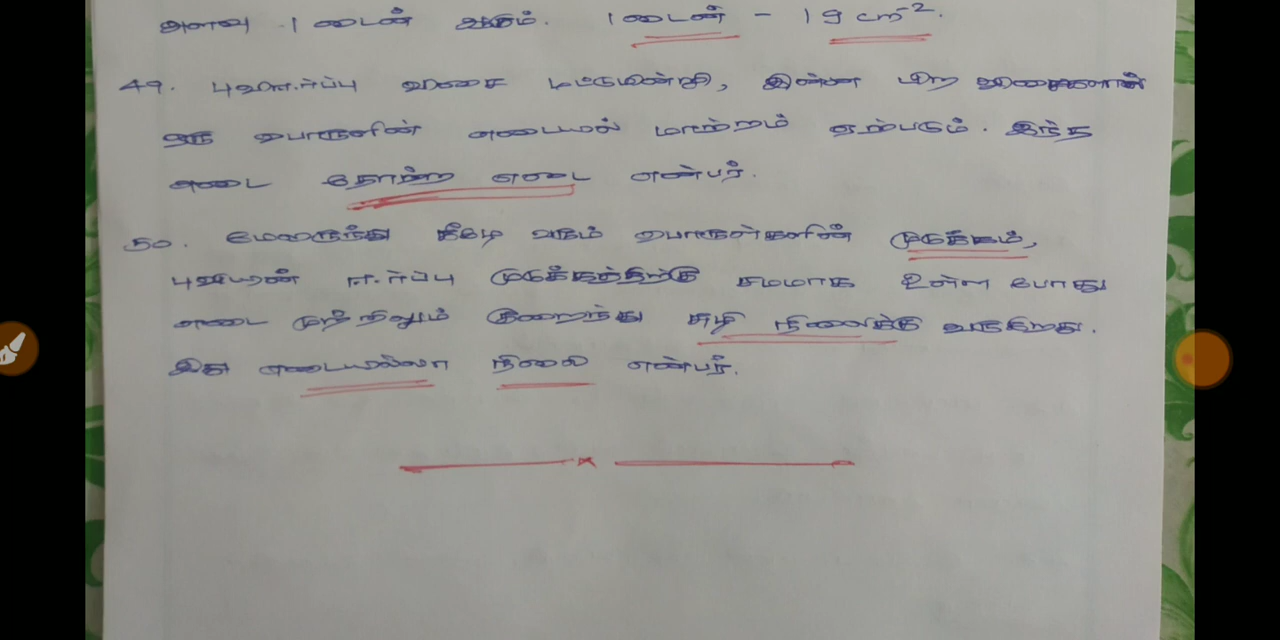 அளவு 1 டைன் ஆகும். 1டைன் - 1 g cm s⁻².
49. புவிஈர்ப்பு விசை மட்டுமின்றி, இன்ன பிற விசைகளால்
ஒரு பொருளின் எடையில் மாற்றம் ஏற்படும். இந்த
எடை தோற்ற எடை என்பர்.
50. மேலிருந்து கீழே வரும் பொருள்களின் முடுக்கம்,
புவியின் ஈர்ப்பு முடுக்கத்திற்கு சமமாக உள்ள போது
எடை முற்றிலும் குறைந்து சுழி நிலைக்கு வருகிறது.
இது எடையில்லா நிலை என்பர்.